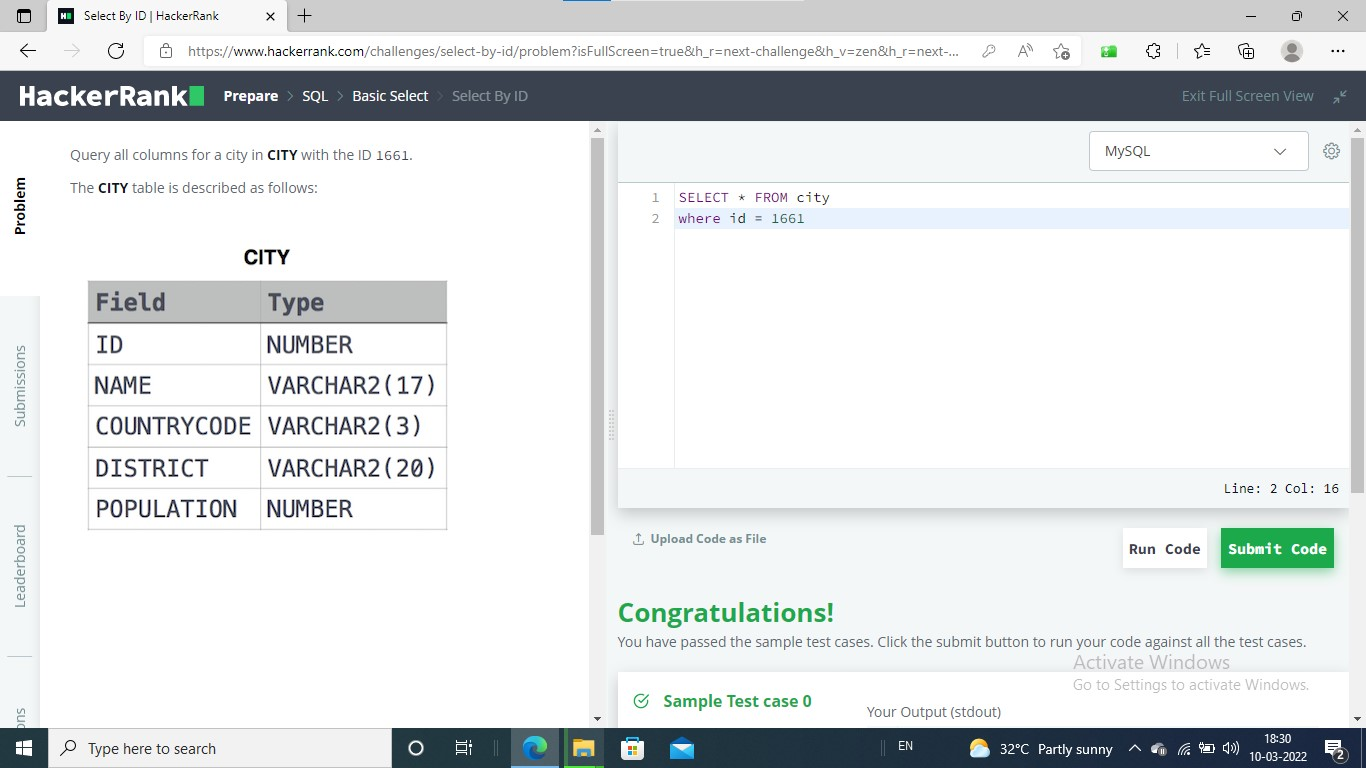 Select By ID | HackerRank
https://www.hackerrank.com/challenges/select-by-id/problem?isFullScreen=true&h_r=next-challenge&h_v=zen&h_r=next-...
HackerRank
Prepare > SQL > Basic Select > Select By ID
Exit Full Screen View
Problem
Submissions
Leaderboard
Query all columns for a city in CITY with the ID 1661.
The CITY table is described as follows:
CITY
Field Type
ID NUMBER
NAME VARCHAR2(17)
COUNTRYCODE VARCHAR2(3)
DISTRICT VARCHAR2(20)
POPULATION NUMBER
MySQL
1 SELECT * FROM city
2 where id = 1661
Line: 2 Col: 16
Upload Code as File
Run Code
Submit Code
Congratulations!
You have passed the sample test cases. Click the submit button to run your code against all the test cases.
Activate Windows
Go to Settings to activate Windows.
Sample Test case 0
Your Output (stdout)
Type here to search
EN
32°C Partly sunny
18:30
10-03-2022
2